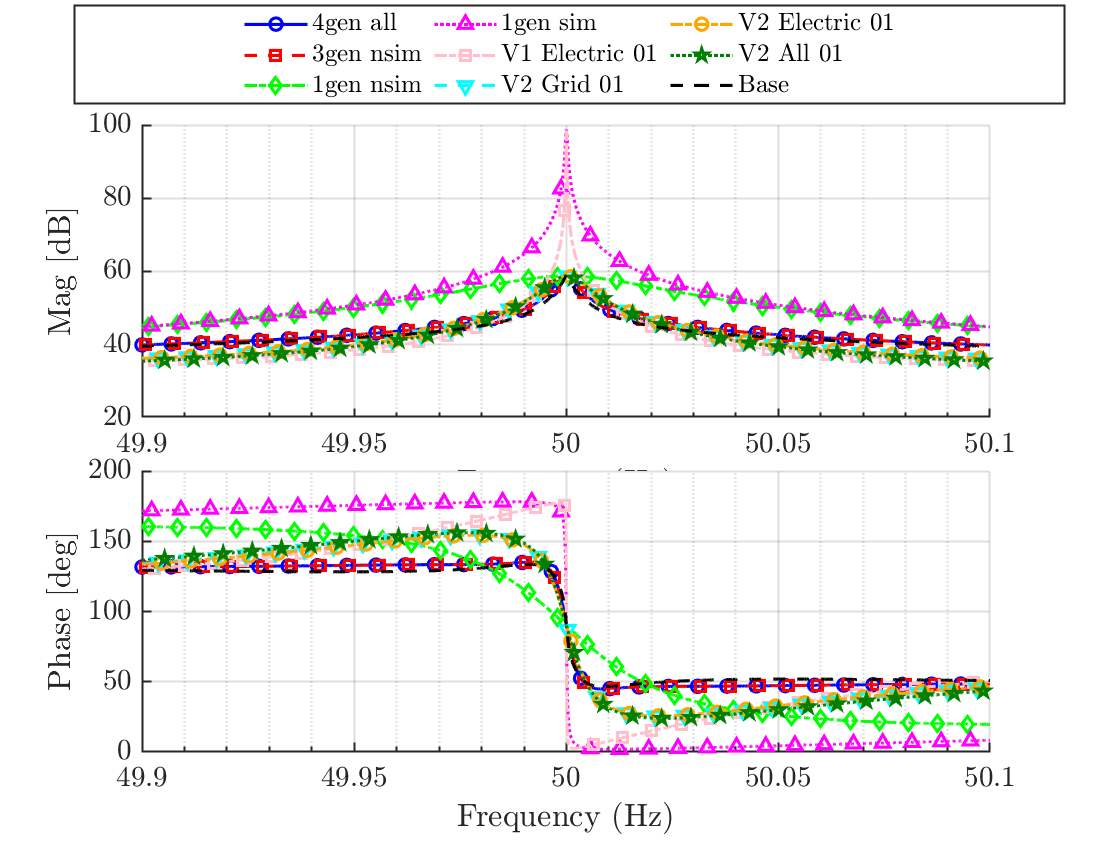 4gen all 1gen sim V2 Electric 01
3gen nsim V1 Electric 01 V2 All 01
1gen nsim V2 Grid 01 Base
100
80
60
40
20
Mag [dB]
49.9 49.95 50 50.05 50.1
200
150
100
50
0
Phase [deg]
49.9 49.95 50 50.05 50.1
Frequency (Hz)